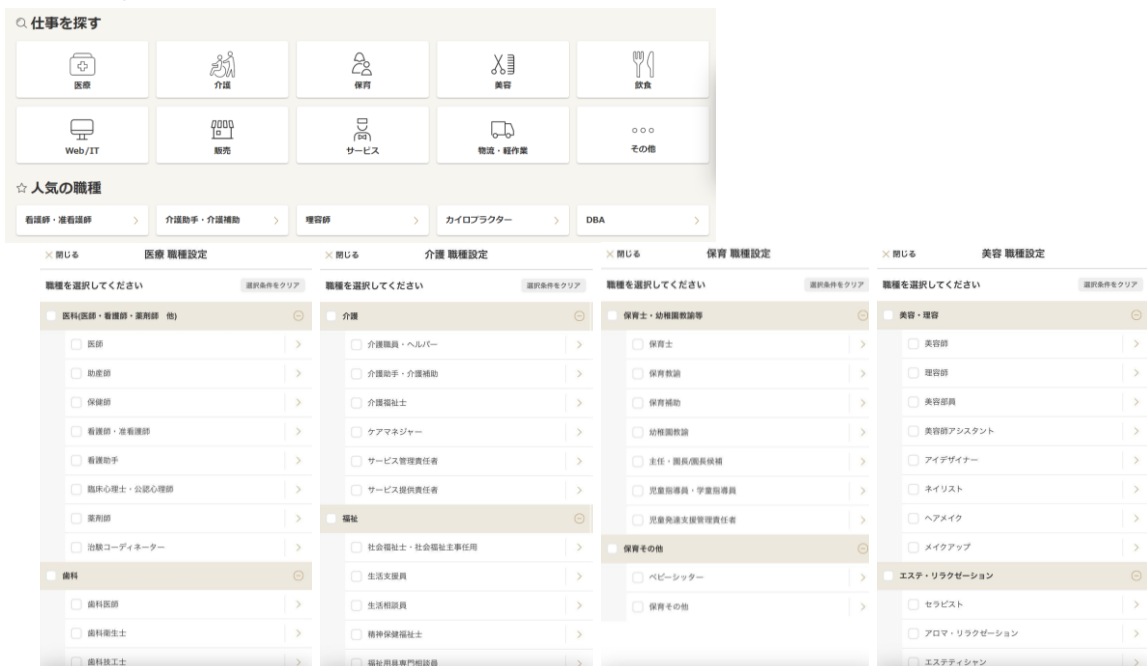 仕事を探す
医療
介護
保育
美容
飲食
Web/IT
販売
サービス
物流・軽作業
その他
人気の職種
看護師・准看護師
介護助手・介護補助
理容師
カイロプラクター
DBA
閉じる
医療 職種設定
職種を選択してください
選択条件をクリア
医科(医師・看護師・薬剤師 他)
医師
助産師
保健師
看護師・准看護師
看護助手
臨床心理士・公認心理師
薬剤師
治験コーディネーター
歯科
歯科医師
歯科衛生士
歯科技工士
閉じる
介護 職種設定
職種を選択してください
選択条件をクリア
介護
介護職員・ヘルパー
介護助手・介護補助
介護福祉士
ケアマネジャー
サービス管理責任者
サービス提供責任者
福祉
社会福祉士・社会福祉主事任用
生活支援員
生活相談員
精神保健福祉士
福祉用具専門相談員
閉じる
保育 職種設定
職種を選択してください
選択条件をクリア
保育士・幼稚園教諭等
保育士
保育教諭
保育補助
幼稚園教諭
主任・園長/園長候補
児童指導員・学童指導員
児童発達支援管理責任者
保育その他
ベビーシッター
保育その他
閉じる
美容 職種設定
職種を選択してください
選択条件をクリア
美容・理容
美容師
理容師
美容部員
美容師アシスタント
アイデザイナー
ネイリスト
ヘアメイク
メイクアップ
エステ・リラクゼーション
セラピスト
アロマ・リラクゼーション
エステティシャン